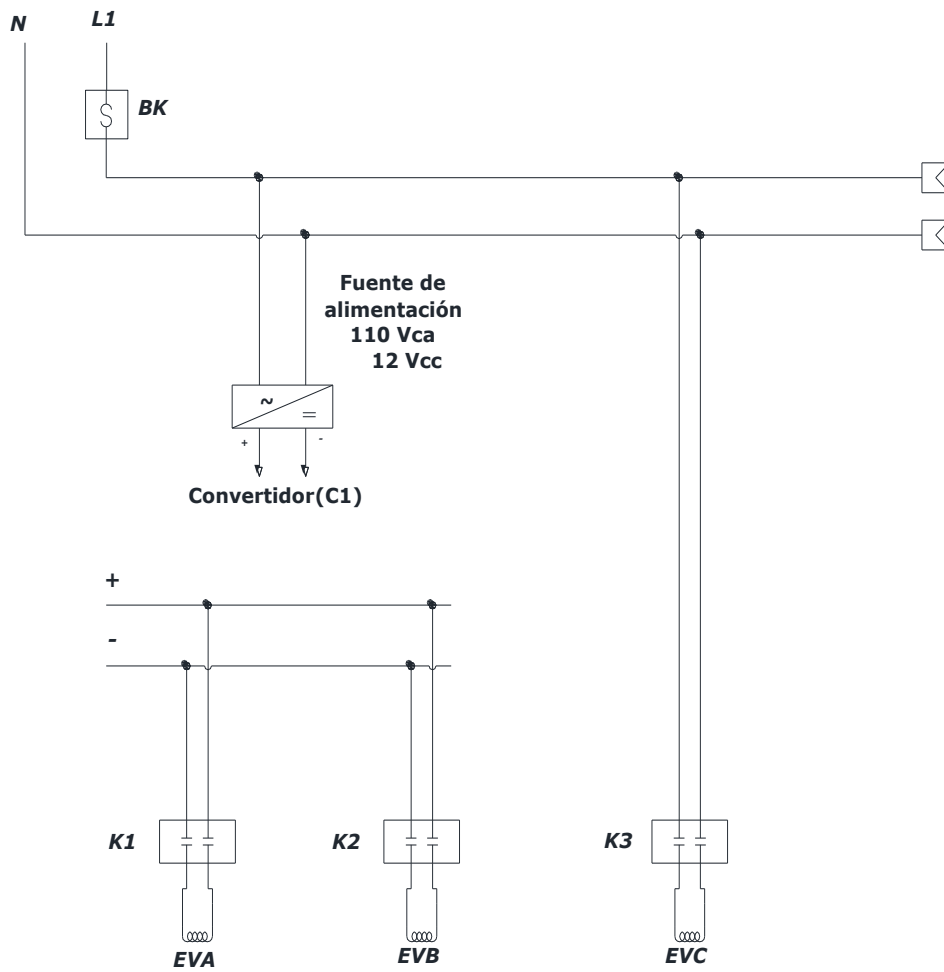 N
L1
BK
Fuente de
alimentación
110 Vca
12 Vcc
~
=
+
-
Convertidor(C1)
+
-
K1
K2
K3
EVA
EVB
EVC